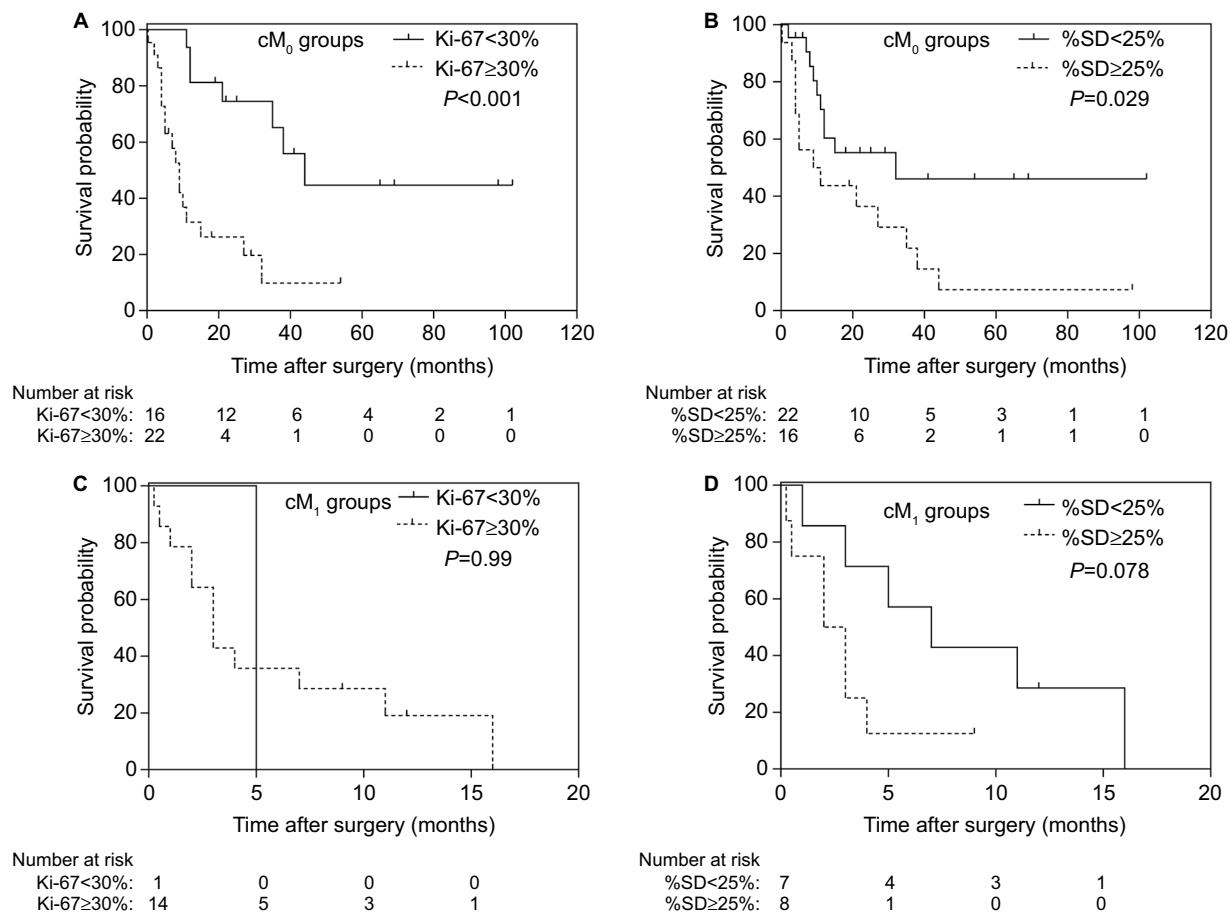 A
cM0 groups
Ki-67<30%
Ki-67≥30%
P<0.001
Survival probability
100
80
60
40
20
0
0 20 40 60 80 100 120
Time after surgery (months)
Number at risk
Ki-67<30%: 16 12 6 4 2 1
Ki-67≥30%: 22 4 1 0 0 0
B
cM0 groups
%SD<25%
%SD≥25%
P=0.029
Survival probability
100
80
60
40
20
0
0 20 40 60 80 100 120
Time after surgery (months)
Number at risk
%SD<25%: 22 10 5 3 1 1
%SD≥25%: 16 6 2 1 1 0
C
cM1 groups
Ki-67<30%
Ki-67≥30%
P=0.99
Survival probability
100
80
60
40
20
0
0 5 10 15 20
Time after surgery (months)
Number at risk
Ki-67<30%: 1 0 0 0
Ki-67≥30%: 14 5 3 1
D
cM1 groups
%SD<25%
%SD≥25%
P=0.078
Survival probability
100
80
60
40
20
0
0 5 10 15 20
Time after surgery (months)
Number at risk
%SD<25%: 7 4 3 1
%SD≥25%: 8 1 0 0